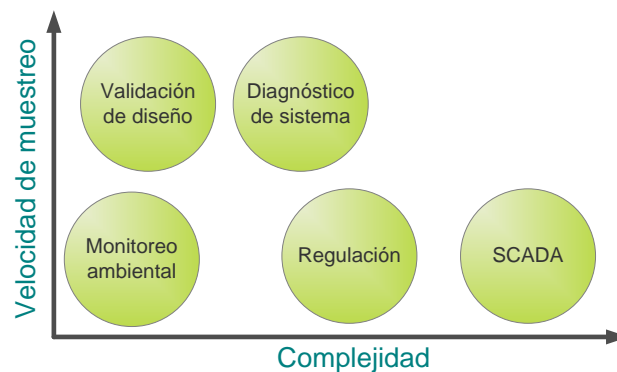 Velocidad de muestreo
Validación
de diseño
Diagnóstico
de sistema
Monitoreo
ambiental
Regulación
SCADA
Complejidad